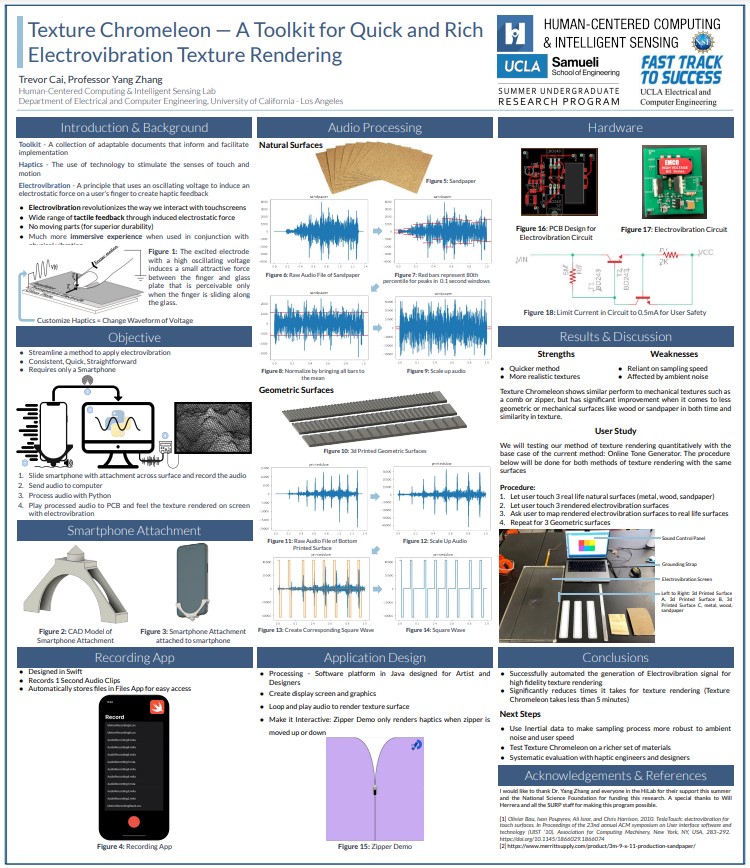 Texture Chromeleon — A Toolkit for Quick and Rich
Electrovibration Texture Rendering
Trevor Cai, Professor Yang Zhang
Human-Centered Computing & Intelligent Sensing Lab
Department of Electrical and Computer Engineering, University of California - Los Angeles
HUMAN-CENTERED COMPUTING
& INTELLIGENT SENSING
UCLA Samueli
School of Engineering
SUMMER UNDERGRADUATE
RESEARCH PROGRAM
FAST TRACK
TO SUCCESS
UCLA Electrical and
Computer Engineering
Introduction & Background
Toolkit - A collection of adaptable documents that inform and facilitate
implementation
Haptics - The use of technology to stimulate the senses of touch and
motion
Electrovibration - A principle that uses an oscillating voltage to induce an
electrostatic force on a user's finger to create haptic feedback
● Electrovibration revolutionizes the way we interact with touchscreens
● Wide range of tactile feedback through induced electrostatic force
● No moving parts (for superior durability)
● Much more immersive experience when used in conjunction with
Figure 1: The excited electrode
with a high oscillating voltage
induces a small attractive force
between the finger and glass
plate that is perceivable only
when the finger is sliding along
the glass.
Customize Haptics = Change Waveform of Voltage
Objective
● Streamline a method to apply electrovibration
● Consistent, Quick, Straightforward
● Requires only a Smartphone
1. Slide smartphone with attachment across surface and record the audio
2. Send audio to computer
3. Process audio with Python
4. Play processed audio to PCB and feel the texture rendered on screen
with electrovibration
Smartphone Attachment
Figure 2: CAD Model of
Smartphone Attachment
Figure 3: Smartphone Attachment
attached to smartphone
Recording App
● Designed in Swift
● Records 1 Second Audio Clips
● Automatically stores files in Files App for easy access
Record
Figure 4: Recording App
Audio Processing
Natural Surfaces
Figure 5: Sandpaper
Figure 6: Raw Audio File of Sandpaper
Figure 7: Red bars represent 80th
percentile for peaks in 0.1 second windows
Figure 8: Normalize by bringing all bars to
the mean
Figure 9: Scale up audio
Geometric Surfaces
Figure 10: 3d Printed Geometric Surfaces
Figure 11: Raw Audio File of Bottom
Printed Surface
Figure 12: Scale Up Audio
Figure 13: Create Corresponding Square Wave
Figure 14: Square Wave
Application Design
● Processing - Software platform in Java designed for Artist and
Designers
● Create display screen and graphics
● Loop and play audio to render texture surface
● Make it Interactive: Zipper Demo only renders haptics when zipper is
moved up or down
Figure 15: Zipper Demo
Hardware
EMCO
Figure 16: PCB Design for
Electrovibration Circuit
Figure 17: Electrovibration Circuit
VCC
2K
BO243
Figure 18: Limit Current in Circuit to 0.5mA for User Safety
Results & Discussion
Strengths
● Quicker method
● More realistic textures
Weaknesses
● Reliant on sampling speed
● Affected by ambient noise
Texture Chromeleon shows similar perform to mechanical textures such as
a comb or zipper, but has significant improvement when it comes to less
geometric or mechanical surfaces like wood or sandpaper in both time and
similarity in texture.
User Study
We will testing our method of texture rendering quantitatively with the
base case of the current method: Online Tone Generator. The procedure
below will be done for both methods of texture rendering with the same
surfaces
Procedure:
1. Let user touch 3 real life natural surfaces (metal, wood, sandpaper)
2. Let user touch 3 rendered electrovibration surfaces
3. Ask user to map rendered electrovibration surfaces to real life surfaces
4. Repeat for 3 Geometric surfaces
Sound Control Panel
Grounding Strap
Electrovibration Screen
Left to Right: 3d Printed Surface
A, 3d Printed Surface B, 3d
Printed Surface C, metal, wood,
sandpaper
Conclusions
● Successfully automated the generation of Electrovibration signal for
high fidelity texture rendering
● Significantly reduces times it takes for texture rendering (Texture
Chromeleon takes less than 5 minutes)
Next Steps
● Use Inertial data to make sampling process more robust to ambient
noise and user speed
● Test Texture Chromeleon on a richer set of materials
● Systematic evaluation with haptic engineers and designers
Acknowledgements & References
I would like to thank Dr. Yang Zhang and everyone in the HiLab for their support this summer
and the National Science Foundation for funding this research. A special thanks to Will
Herrera and all the SURP staff for making this program possible.
[1] Olivier Bau, Ivan Poupyrev, Ali Israr, and Chris Harrison. 2010. TeslaTouch: electrovibration for
touch surfaces. In Proceedings of the 23nd annual ACM symposium on User interface software and
technology (UIST '10). Association for Computing Machinery, New York, NY, USA, 283–292.
https://doi.org/10.1145/1866029.1866074
[2] https://www.merritsupply.com/product/3m-9-x-11-production-sandpaper/